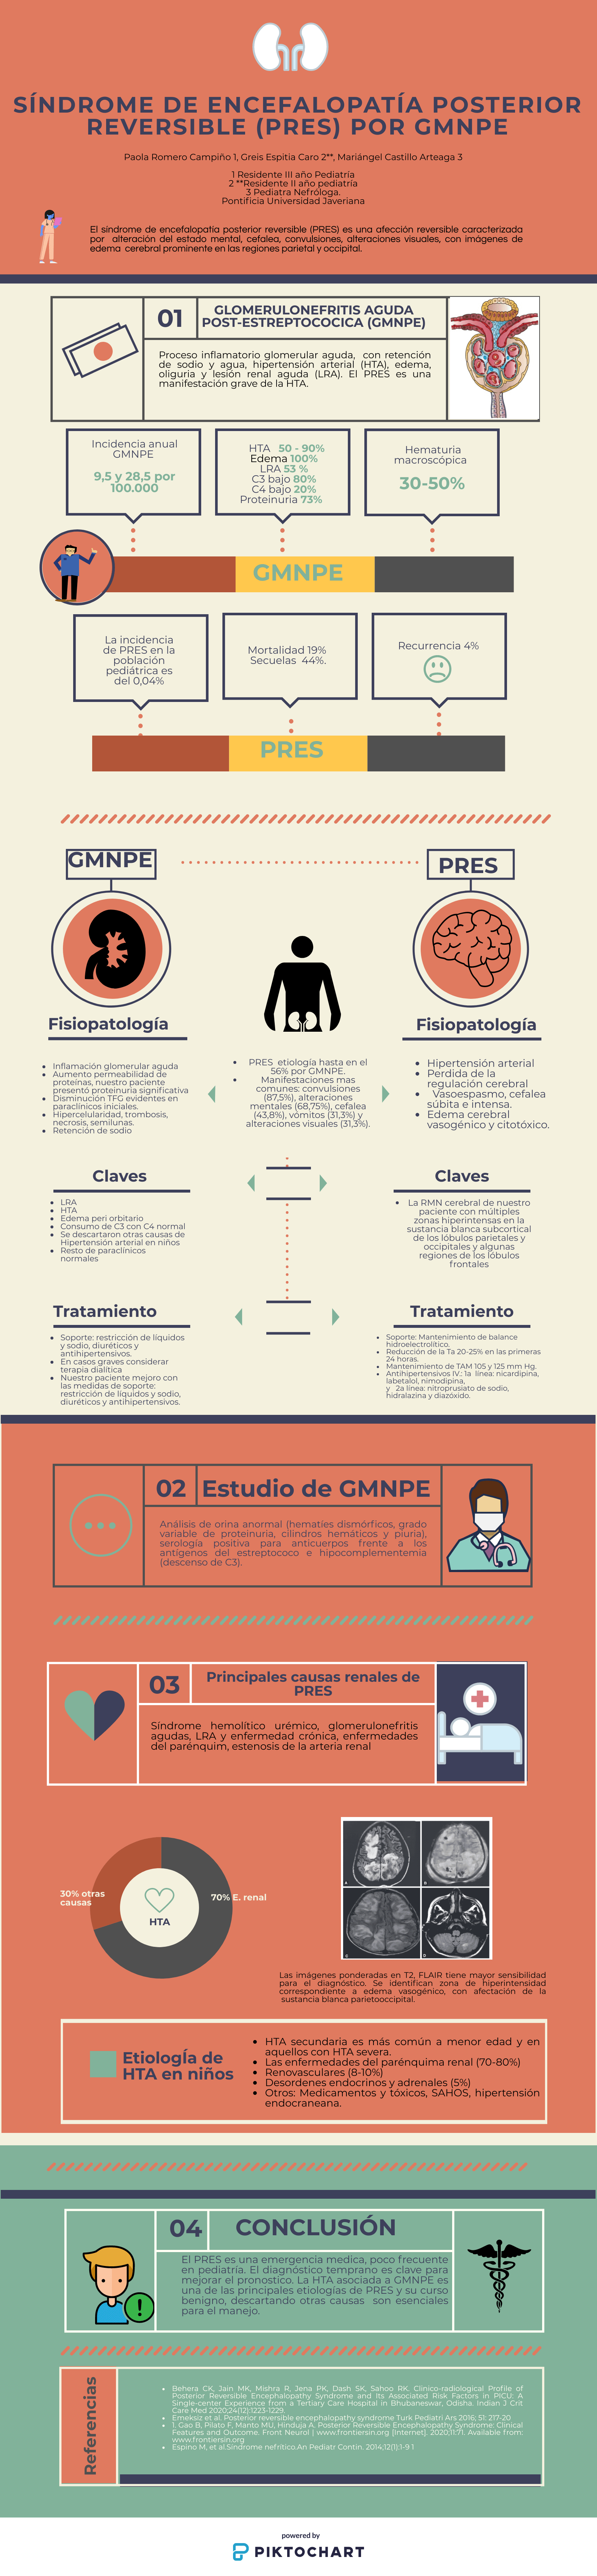 SÍNDROME DE ENCEFALOPATÍA POSTERIOR
REVERSIBLE (PRES) POR GMNPE
Paola Romero Campiño 1, Greis Espitia Caro 2**, Mariángel Castillo Arteaga 3
1 Residente III año Pediatría
2 **Residente II año pediatría
3 Pediatra Nefróloga.
Pontificia Universidad Javeriana
El síndrome de encefalopatía posterior reversible (PRES) es una afección reversible caracterizada
por alteración del estado mental, cefalea, convulsiones, alteraciones visuales, con imágenes de
edema cerebral prominente en las regiones parietal y occipital.
01
GLOMERULONEFRITIS AGUDA
POST-ESTREPTOCOCICA (GMNPE)
Proceso inflamatorio glomerular aguda, con retención
de sodio y agua, hipertensión arterial (HTA), edema,
oliguria y lesión renal aguda (LRA). El PRES es una
manifestación grave de la HTA.
Incidencia anual
GMNPE
9,5 y 28,5 por
100.000
HTA 50 - 90%
Edema 100%
LRA 53 %
C3 bajo 80%
C4 bajo 20%
Proteinuria 73%
Hematuria
macroscópica
30-50%
GMNPE
La incidencia
de PRES en la
población
pediátrica es
del 0,04%
Mortalidad 19%
Secuelas 44%.
Recurrencia 4%
PRES
GMNPE
PRES
Fisiopatología
Inflamación glomerular aguda
Aumento permeabilidad de
proteínas, nuestro paciente
presentó proteinuria significativa
Disminución TFG evidentes en
paraclínicos iniciales.
Hipercelularidad, trombosis,
necrosis, semilunas.
Retención de sodio
PRES etiología hasta en el
56% por GMNPE.
Manifestaciones mas
comunes: convulsiones
(87,5%), alteraciones
mentales (68,75%), cefalea
(43,8%), vómitos (31,3%) y
alteraciones visuales (31,3%).
Fisiopatología
Hipertensión arterial
Perdida de la
regulación cerebral
Vasoespasmo, cefalea
súbita e intensa.
Edema cerebral
vasogénico y citotóxico.
Claves
LRA
HTA
Edema peri orbitario
Consumo de C3 con C4 normal
Se descartaron otras causas de
Hipertensión arterial en niños
Resto de paraclínicos
normales
Claves
La RMN cerebral de nuestro
paciente con múltiples
zonas hiperintensas en la
sustancia blanca subcortical
de los lóbulos parietales y
occipitales y algunas
regiones de los lóbulos
frontales
Tratamiento
Soporte: restricción de líquidos
y sodio, diuréticos y
antihipertensivos.
En casos graves considerar
terapia dialítica
Nuestro paciente mejoro con
las medidas de soporte:
restricción de líquidos y sodio,
diuréticos y antihipertensivos.
Tratamiento
Soporte: Mantenimiento de balance
hidroelectrolítico.
Reducción de la Ta 20-25% en las primeras
24 horas.
Mantenimiento de TAM 105 y 125 mm Hg.
Antihipertensivos IV.: 1a línea: nicardipina,
labetalol, nimodipina,
y 2a línea: nitroprusiato de sodio,
hidralazina y diazóxido.
02
Estudio de GMNPE
Análisis de orina anormal (hematíes dismórficos, grado
variable de proteinuria, cilindros hemáticos y piuria),
serología positiva para anticuerpos frente a los
antígenos del estreptococo e hipocomplementemia
(descenso de C3).
03
Principales causas renales de
PRES
Síndrome hemolítico urémico, glomerulonefritis
agudas, LRA y enfermedad crónica, enfermedades
del parénquim, estenosis de la arteria renal
30% otras
causas
HTA
70% E. renal
Las imágenes ponderadas en T2, FLAIR tiene mayor sensibilidad
para el diagnóstico. Se identifican zona de hiperintensidad
correspondiente a edema vasogénico, con afectación de la
sustancia blanca parietooccipital.
EtiologÍa de
HTA en niños
HTA secundaria es más común a menor edad y en
aquellos con HTA severa.
Las enfermedades del parénquima renal (70-80%)
Renovasculares (8-10%)
Desordenes endocrinos y adrenales (5%)
Otros: Medicamentos y tóxicos, SAHOS, hipertensión
endocraneana.
04
CONCLUSIÓN
El PRES es una emergencia medica, poco frecuente
en pediatría. El diagnóstico temprano es clave para
mejorar el pronostico. La HTA asociada a GMNPE es
una de las principales etiologías de PRES y su curso
benigno, descartando otras causas son esenciales
para el manejo.
Referencias
Behera CK, Jain MK, Mishra R, Jena PK, Dash SK, Sahoo RK. Clinico-radiological Profile of
Posterior Reversible Encephalopathy Syndrome and Its Associated Risk Factors in PICU: A
Single-center Experience from a Tertiary Care Hospital in Bhubaneswar, Odisha. Indian J Crit
Care Med 2020;24(12):1223-1229.
Emeksiz et al. Posterior reversible encephalopathy syndrome Turk Pediatri Ars 2016; 51: 217-20
1. Gao B, Pilato F, Manto MU, Hinduja A. Posterior Reversible Encephalopathy Syndrome: Clinical
Features and Outcome. Front Neurol | www.frontiersin.org [Internet]. 2020;11:71. Available from:
www.frontiersin.org
Espino M, et al.Síndrome nefrítico.An Pediatr Contin. 2014;12(1):1-9 1
powered by
PIKTOCHART